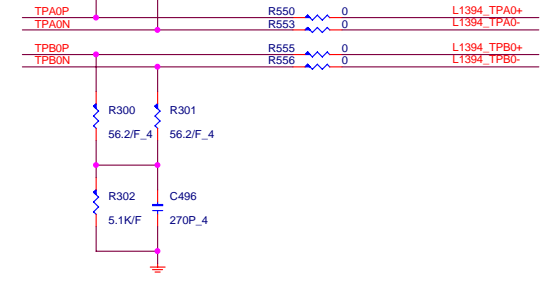 TPA0P R550 0 L1394_TPA0+
TPA0N R553 0 L1394_TPA0-
TPB0P R555 0 L1394_TPB0+
TPB0N R556 0 L1394_TPB0-
R300 R301
56.2/F_4 56.2/F_4
R302 C496
5.1K/F 270P_4